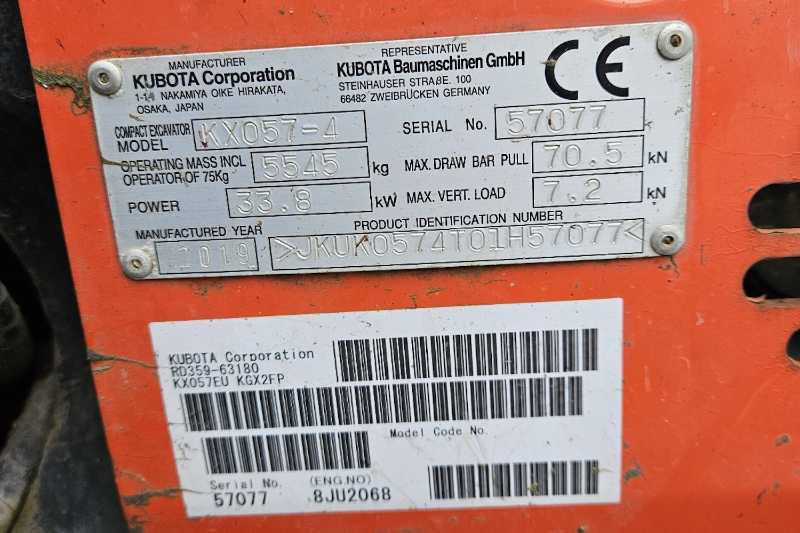 MANUFACTURER
KUBOTA Corporation
1-1-1 NAKAMIYA OIKE HIRAKATA,
OSAKA, JAPAN
REPRESENTATIVE
KUBOTA Baumaschinen GmbH
STEINHAUSER STRAßE. 100
66482 ZWEIBRÜCKEN GERMANY
CE
COMPACT EXCAVATOR
MODEL KX057-4
SERIAL No. 57077
OPERATING MASS INCL
OPERATOR OF 75Kg 5545 kg
MAX. DRAW BAR PULL 70.5 kN
POWER 33.8 kW
MAX. VERT. LOAD 7.2 kN
MANUFACTURED YEAR
2019
PRODUCT IDENTIFICATION NUMBER
>JKUK0574T01H57077<
KUBOTA Corporation
RD359-63180
KX057EU KGX2FP
Model Code No.
Serial No.
57077
(ENG.NO)
8JU2068